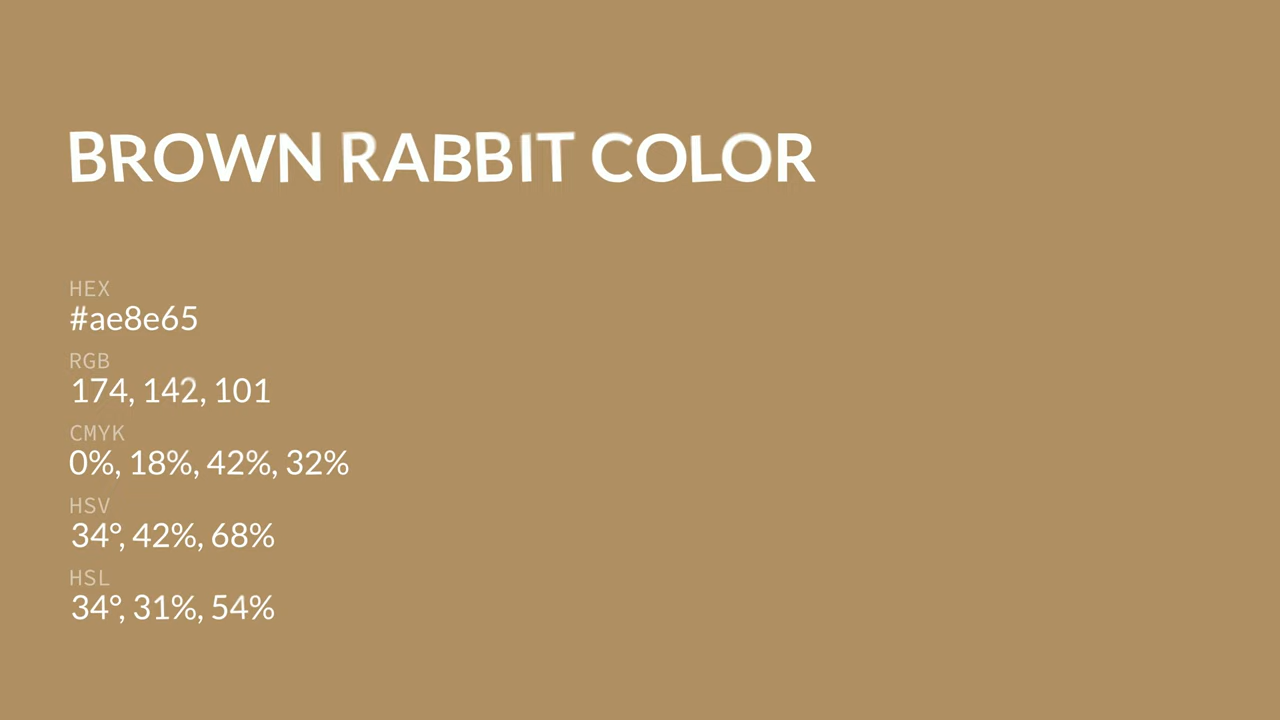 BROWN RABBIT COLOR
HEX
#ae8e65
RGB
174, 142, 101
CMYK
0%, 18%, 42%, 32%
HSV
34°, 42%, 68%
HSL
34°, 31%, 54%